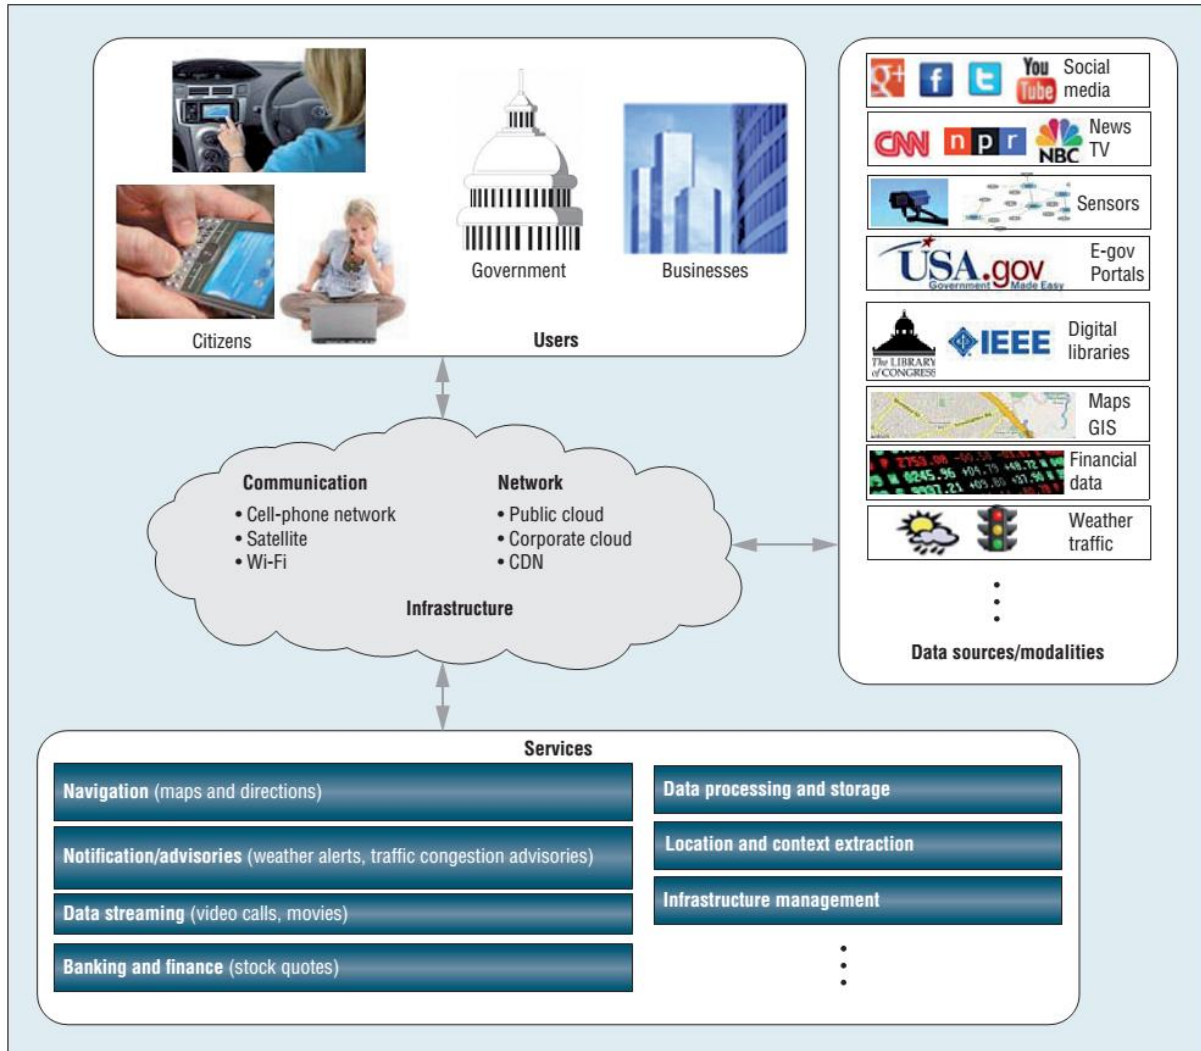 Citizens
Government
Businesses
Users
g+
f
t
You
Tube
Social
media
CNN
npr
NBC
News
TV
Sensors
USA.gov
Government Made Easy
E-gov
Portals
The LIBRARY
of CONGRESS
IEEE
Digital
libraries
Maps
GIS
Financial
data
Weather
traffic
Data sources/modalities
Communication
• Cell-phone network
• Satellite
• Wi-Fi
Network
• Public cloud
• Corporate cloud
• CDN
Infrastructure
Services
Navigation (maps and directions)
Notification/advisories (weather alerts, traffic congestion advisories)
Data streaming (video calls, movies)
Banking and finance (stock quotes)
Data processing and storage
Location and context extraction
Infrastructure management